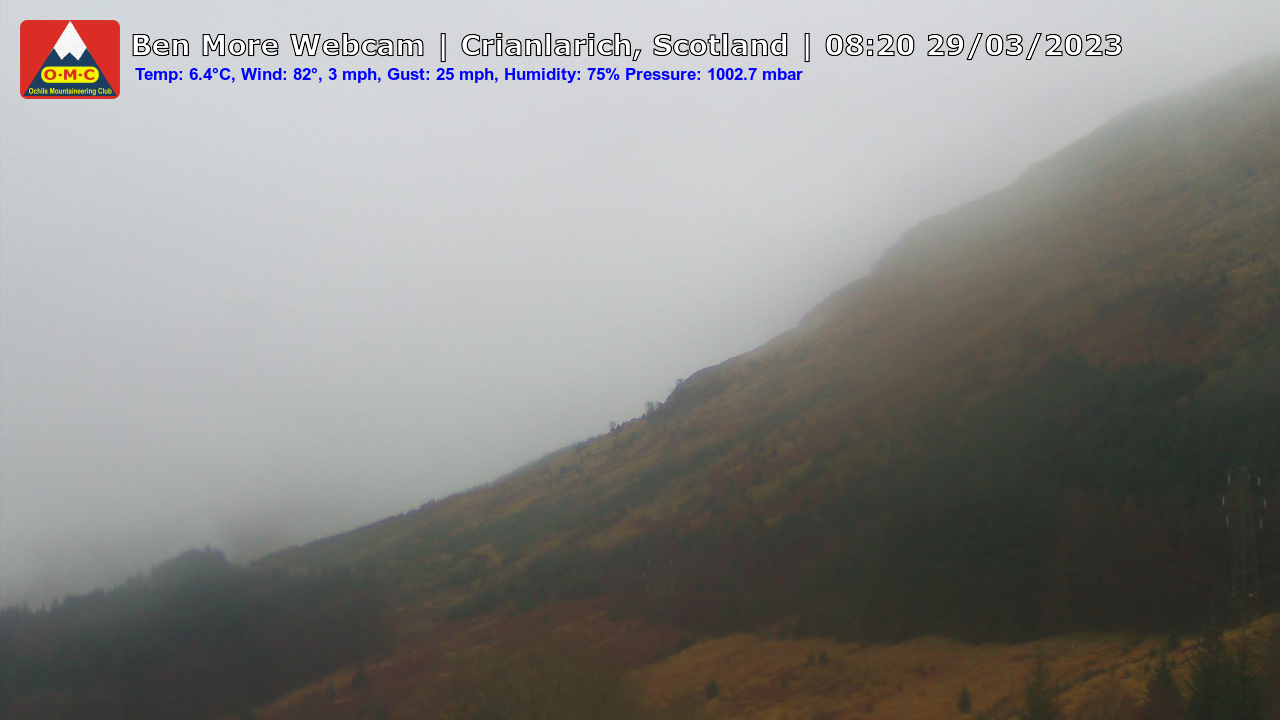 Ben More Webcam | Crianlarich, Scotland | 08:20 29/03/2023
Temp: 6.4°C, Wind: 82°, 3 mph, Gust: 25 mph, Humidity: 75% Pressure: 1002.7 mbar
O·M·C
Ochils Mountaineering Club